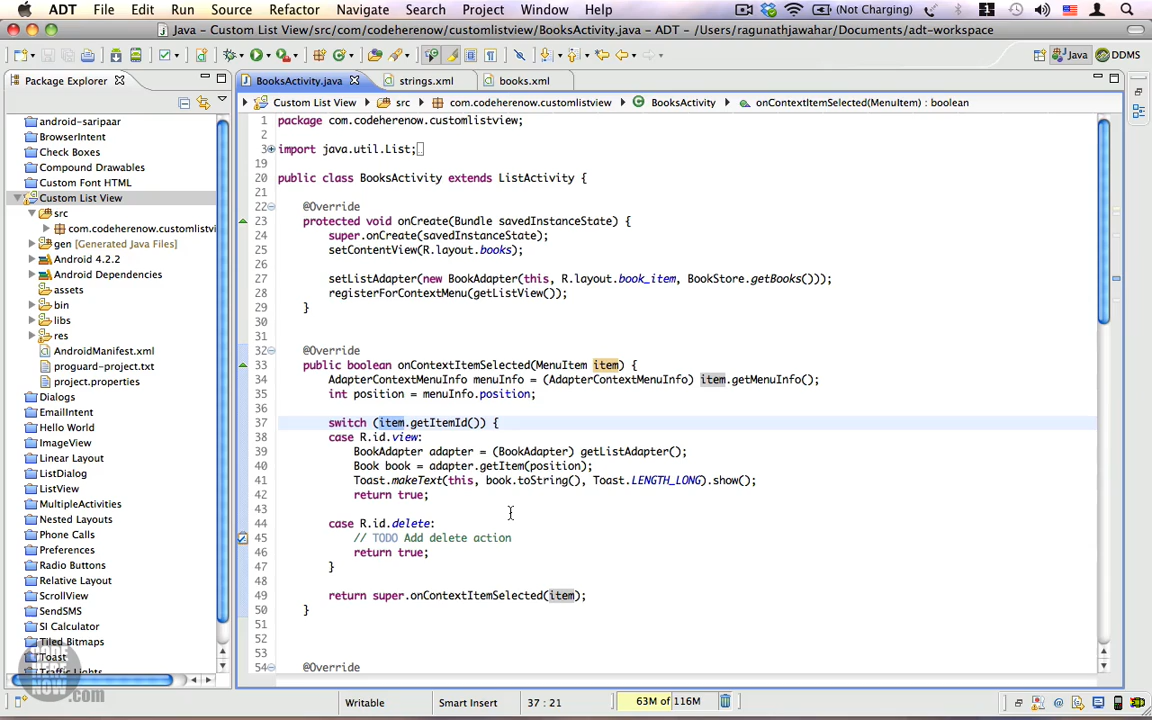 ADT File Edit Run Source Refactor Navigate Search Project Window Help (Not Charging) 1
Java – Custom List View/src/com/codeherenow/customlistview/BooksActivity.java – ADT – /Users/ragunathjawahar/Documents/adt-workspace
Java DDMS
Package Explorer BooksActivity.java strings.xml books.xml
Custom List View src com.codeherenow.customlistview BooksActivity onContextItemSelected(MenuItem) : boolean
android-saripaar
BrowserIntent
Check Boxes
Compound Drawables
Custom Font HTML
Custom List View
src
com.codeherenow.customlistvi
gen [Generated Java Files]
Android 4.2.2
Android Dependencies
assets
bin
libs
res
AndroidManifest.xml
proguard-project.txt
project.properties
Dialogs
EmailIntent
Hello World
ImageView
Linear Layout
ListDialog
ListView
MultipleActivities
Nested Layouts
Phone Calls
Preferences
Radio Buttons
Relative Layout
ScrollView
SendSMS
SI Calculator
Tiled Bitmaps
Toast
Traffic Lights
1 package com.codeherenow.customlistview;
2
3 import java.util.List;
19
20 public class BooksActivity extends ListActivity {
21
22 @Override
23 protected void onCreate(Bundle savedInstanceState) {
24 super.onCreate(savedInstanceState);
25 setContentView(R.layout.books);
26
27 setListAdapter(new BookAdapter(this, R.layout.book_item, BookStore.getBooks()));
28 registerForContextMenu(getListView());
29 }
30
31
32 @Override
33 public boolean onContextItemSelected(MenuItem item) {
34 AdapterContextMenuInfo menuInfo = (AdapterContextMenuInfo) item.getMenuInfo();
35 int position = menuInfo.position;
36
37 switch (item.getItemId()) {
38 case R.id.view:
39 BookAdapter adapter = (BookAdapter) getListAdapter();
40 Book book = adapter.getItem(position);
41 Toast.makeText(this, book.toString(), Toast.LENGTH_LONG).show();
42 return true;
43
44 case R.id.delete:
45 // TODO Add delete action
46 return true;
47 }
48
49 return super.onContextItemSelected(item);
50 }
51
52
53
54 @Override
CODE
HERE
NOW
.com
Writable Smart Insert 37 : 21 63M of 116M